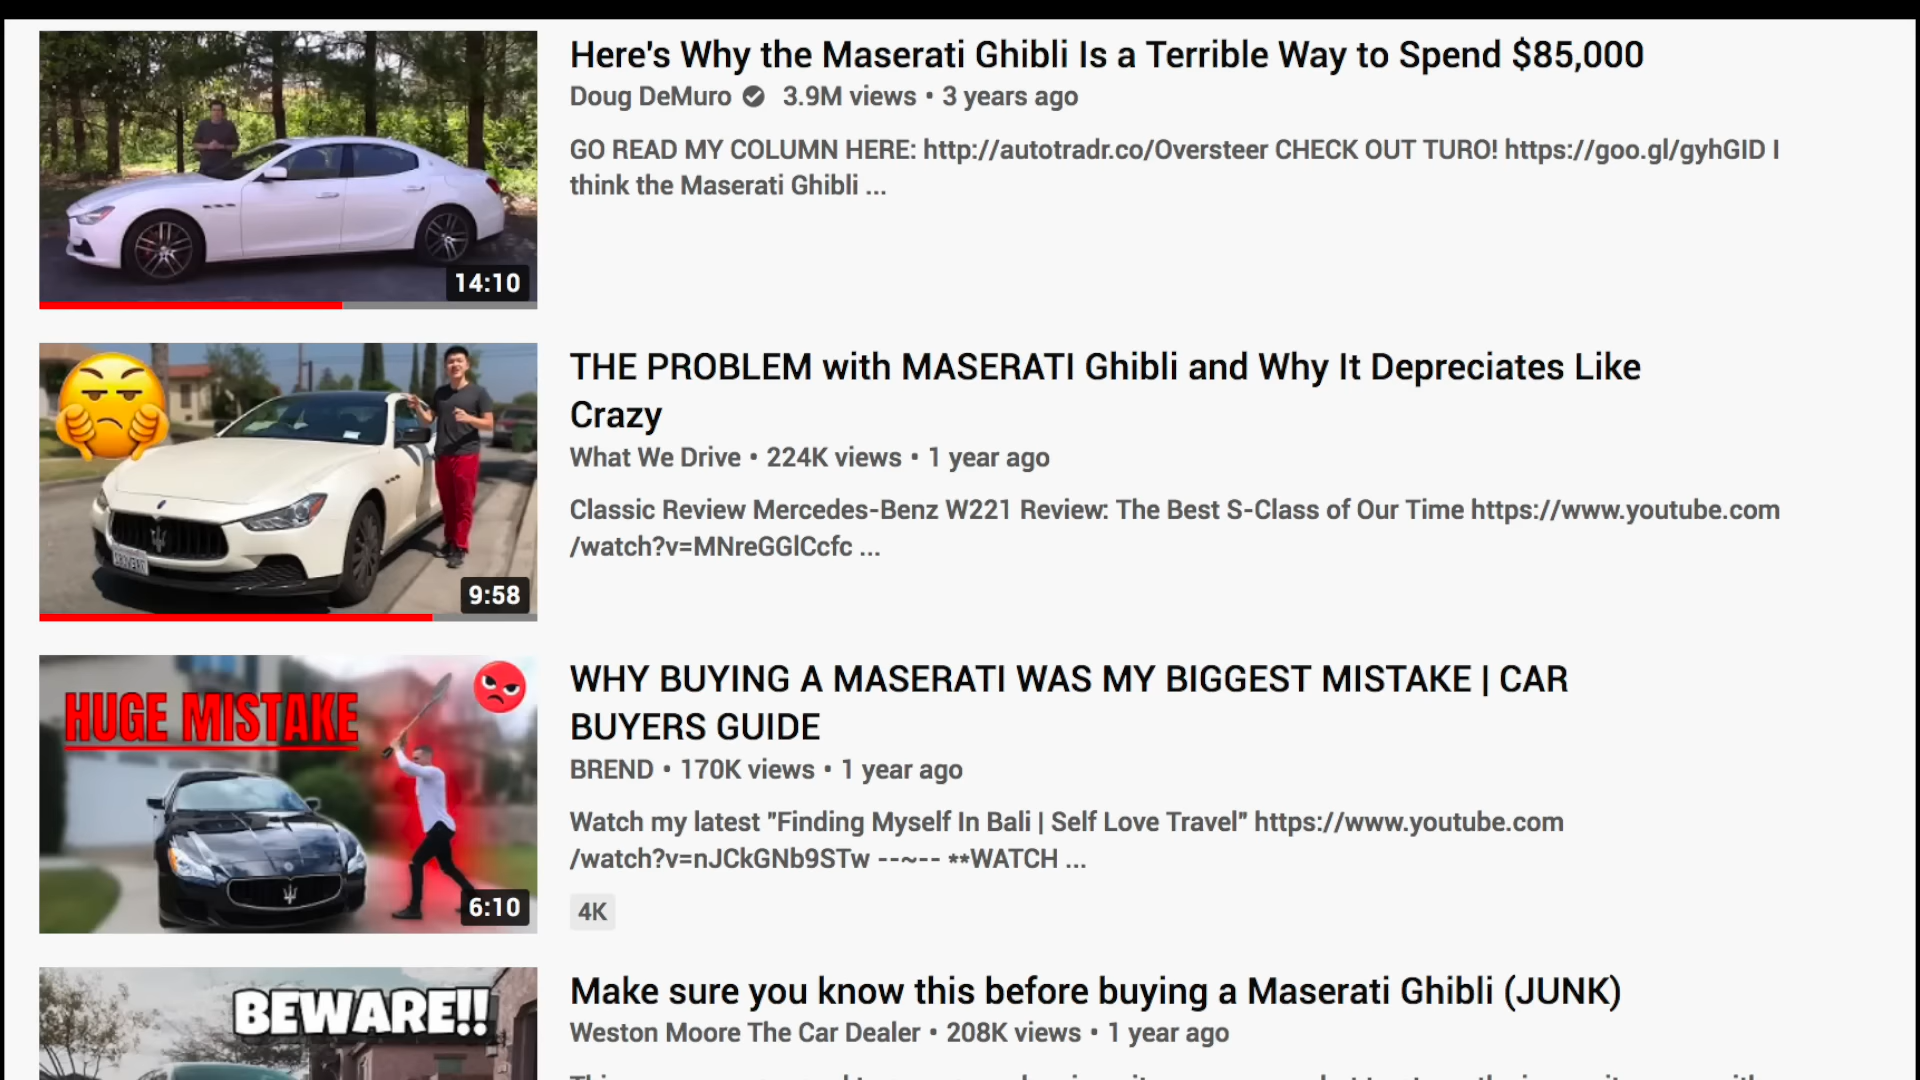 Here's Why the Maserati Ghibli Is a Terrible Way to Spend $85,000
Doug DeMuro 3.9M views • 3 years ago
GO READ MY COLUMN HERE: http://autotradr.co/Oversteer CHECK OUT TURO! https://goo.gl/gyhGID I
think the Maserati Ghibli ...
14:10
THE PROBLEM with MASERATI Ghibli and Why It Depreciates Like
Crazy
What We Drive • 224K views • 1 year ago
Classic Review Mercedes-Benz W221 Review: The Best S-Class of Our Time https://www.youtube.com
/watch?v=MNreGGlCcfc ...
9:58
HUGE MISTAKE
WHY BUYING A MASERATI WAS MY BIGGEST MISTAKE | CAR
BUYERS GUIDE
BREND • 170K views • 1 year ago
Watch my latest "Finding Myself In Bali | Self Love Travel" https://www.youtube.com
/watch?v=nJCkGNb9STw --~-- **WATCH ...
6:10
4K
BEWARE!!
Make sure you know this before buying a Maserati Ghibli (JUNK)
Weston Moore The Car Dealer • 208K views • 1 year ago